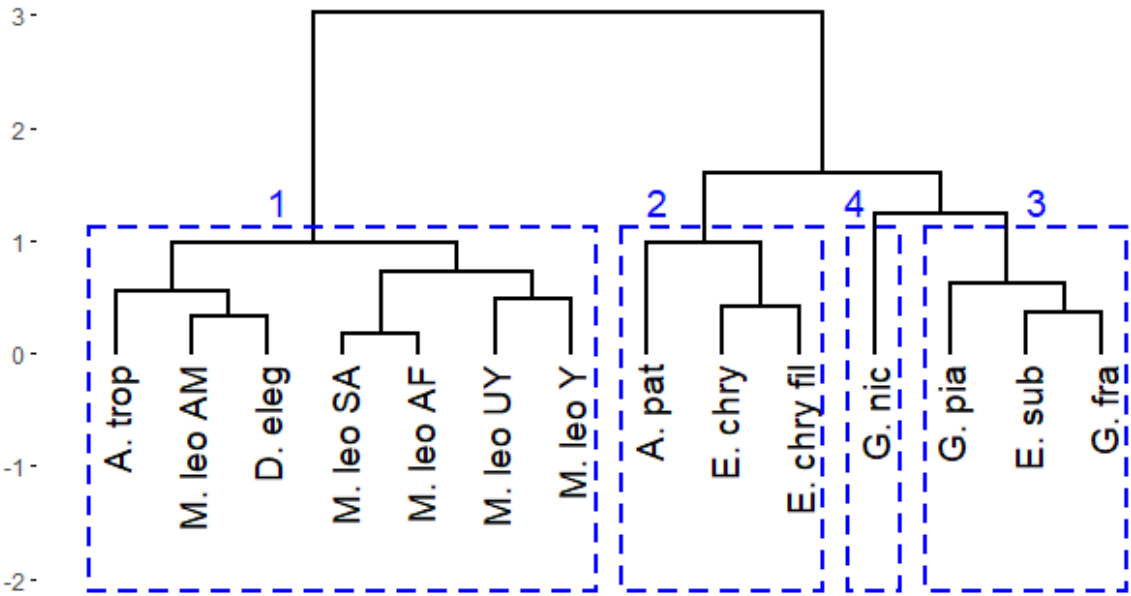 3
2
1
0
-1
-2
1
2
4
3
A. trop
M. leo AM
D. eleg
M. leo SA
M. leo AF
M. leo UY
M. leo Y
A. pat
E. chry
E. chry fil
G. nic
G. pia
E. sub
G. fra